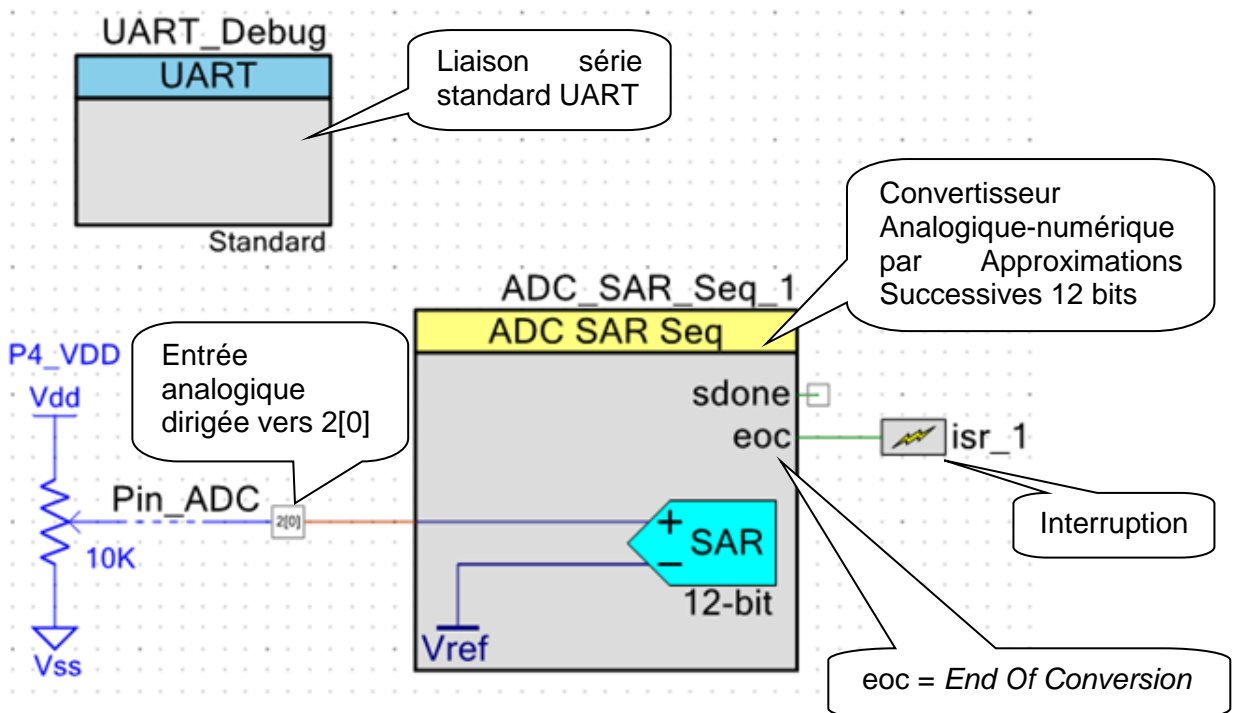 UART_Debug
UART
Standard
Liaison série
standard UART
Convertisseur
Analogique-numérique
par Approximations
Successives 12 bits
ADC_SAR_Seq_1
ADC SAR Seq
P4_VDD
Vdd
Entrée
analogique
dirigée vers 2[0]
sdone
eoc
isr_1
Pin_ADC
2[0]
10K
Vss
+
SAR
−
12-bit
Vref
Interruption
eoc = End Of Conversion